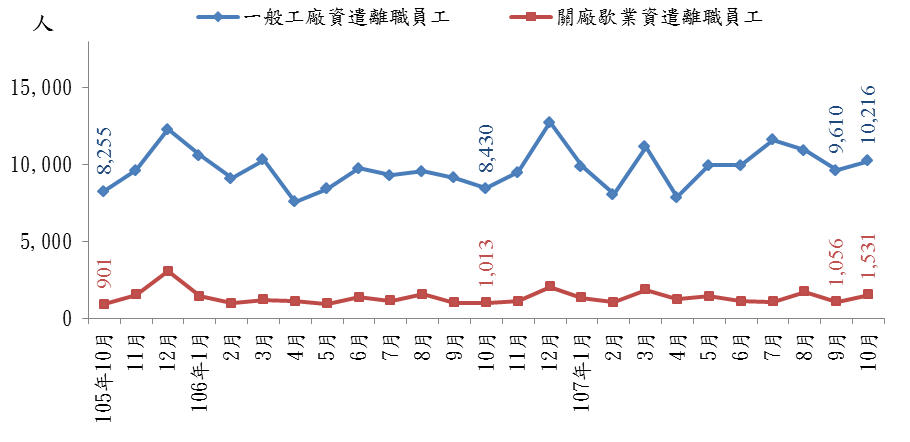 人
一般工廠資遣離職員工
關廠歇業資遣離職員工
15,000
10,000
5,000
0
8,255
8,430
9,610
10,216
901
1,013
1,056
1,531
105年10月
11月
12月
106年1月
2月
3月
4月
5月
6月
7月
8月
9月
10月
11月
12月
107年1月
2月
3月
4月
5月
6月
7月
8月
9月
10月